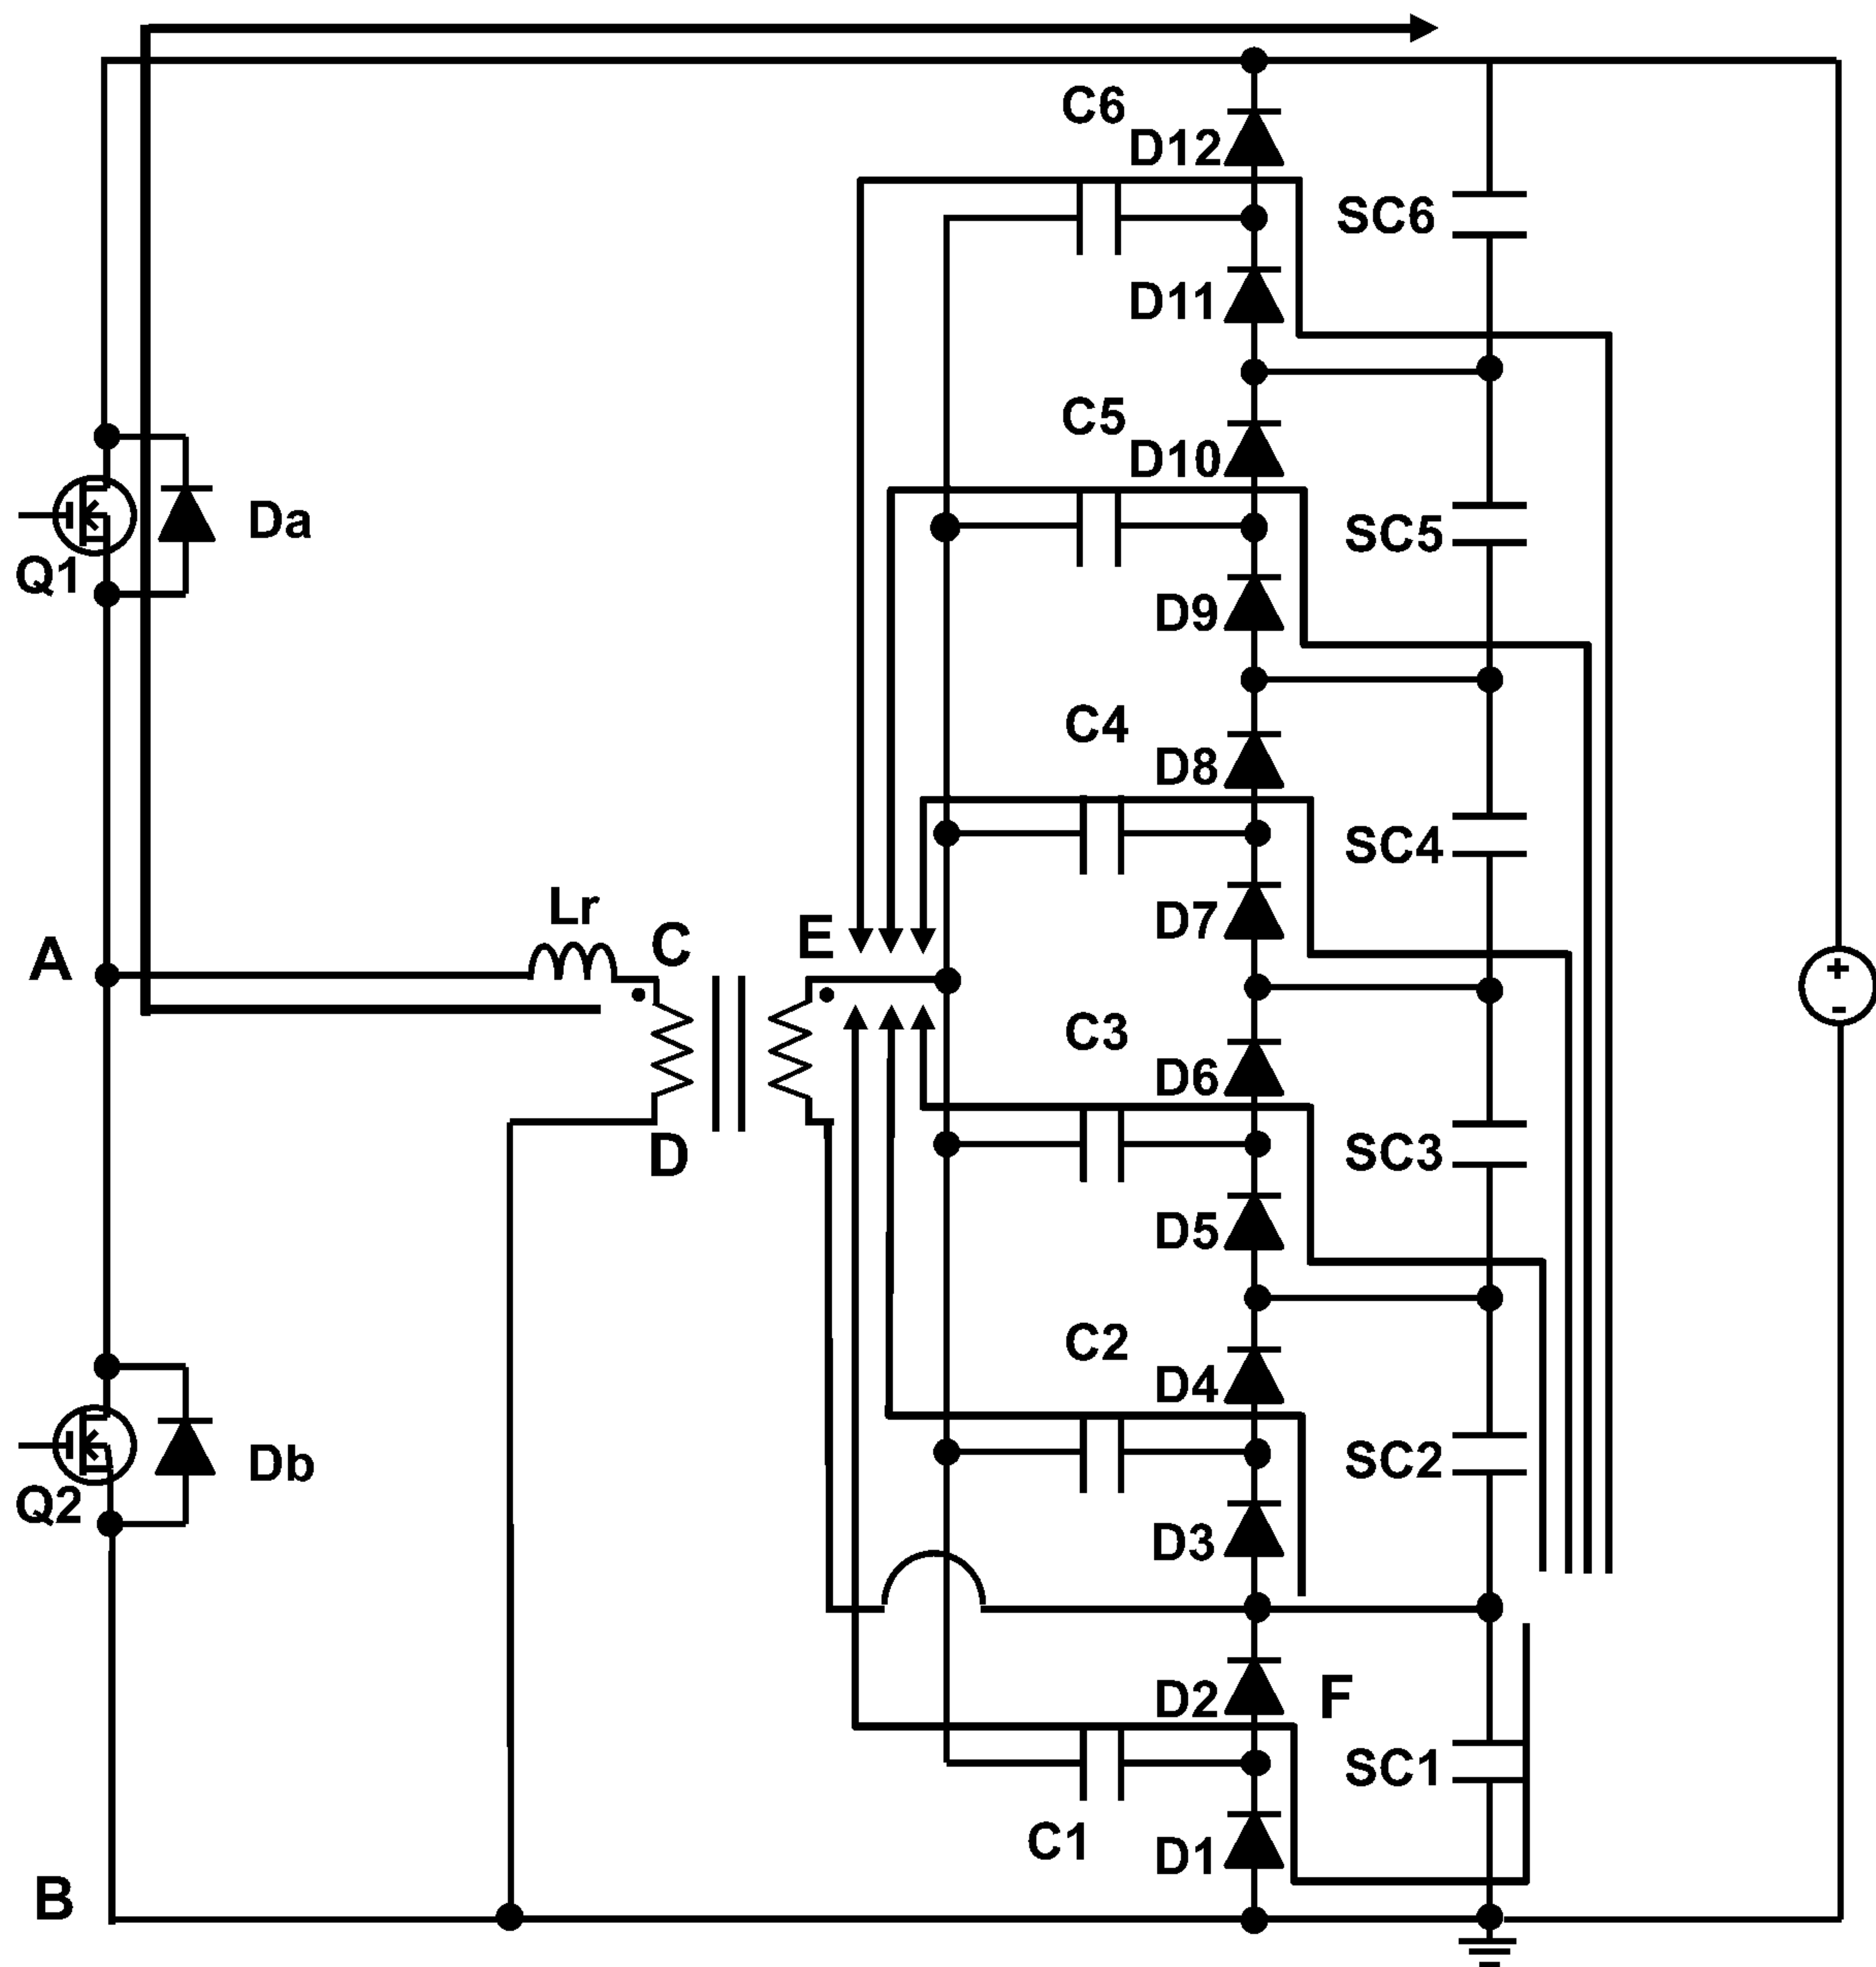 C6
D12
SC6
D11
C5
D10
Da
SC5
Q1
D9
C4
D8
SC4
Lr
C
E
D7
A
+
-
C3
D6
D
SC3
D5
C2
D4
Db
SC2
Q2
D3
D2
F
SC1
C1
D1
B